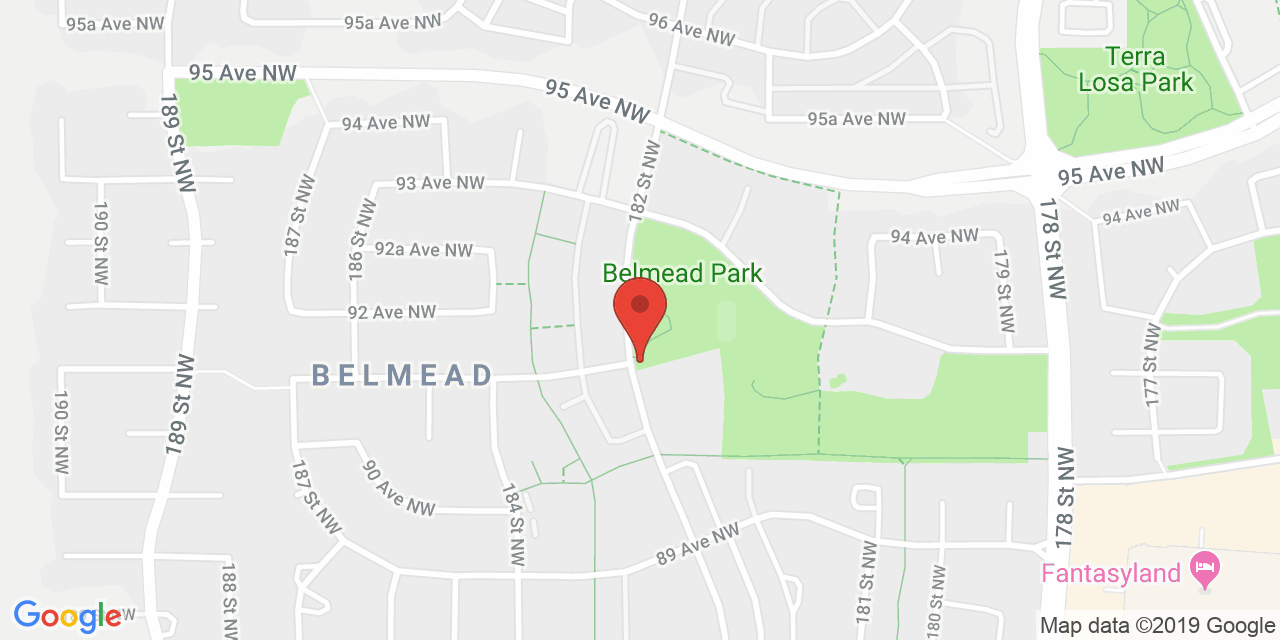 95a Ave NW
95a Ave NW
96 Ave NW
Terra
Losa Park
95 Ave NW
95 Ave NW
189 St NW
94 Ave NW
95a Ave NW
95 Ave NW
182 St NW
93 Ave NW
190 St NW
187 St NW
186 St NW
178 St NW
94 Ave NW
92a Ave NW
94 Ave NW
179 St NW
Belmead Park
92 Ave NW
177 St NW
BELMEAD
189 St NW
190 St NW
187 St NW
90 Ave NW
184 St NW
178 St NW
89 Ave NW
181 St NW
180 St NW
188 St NW
Fantasyland
Google
Ave NW
Map data ©2019 Google